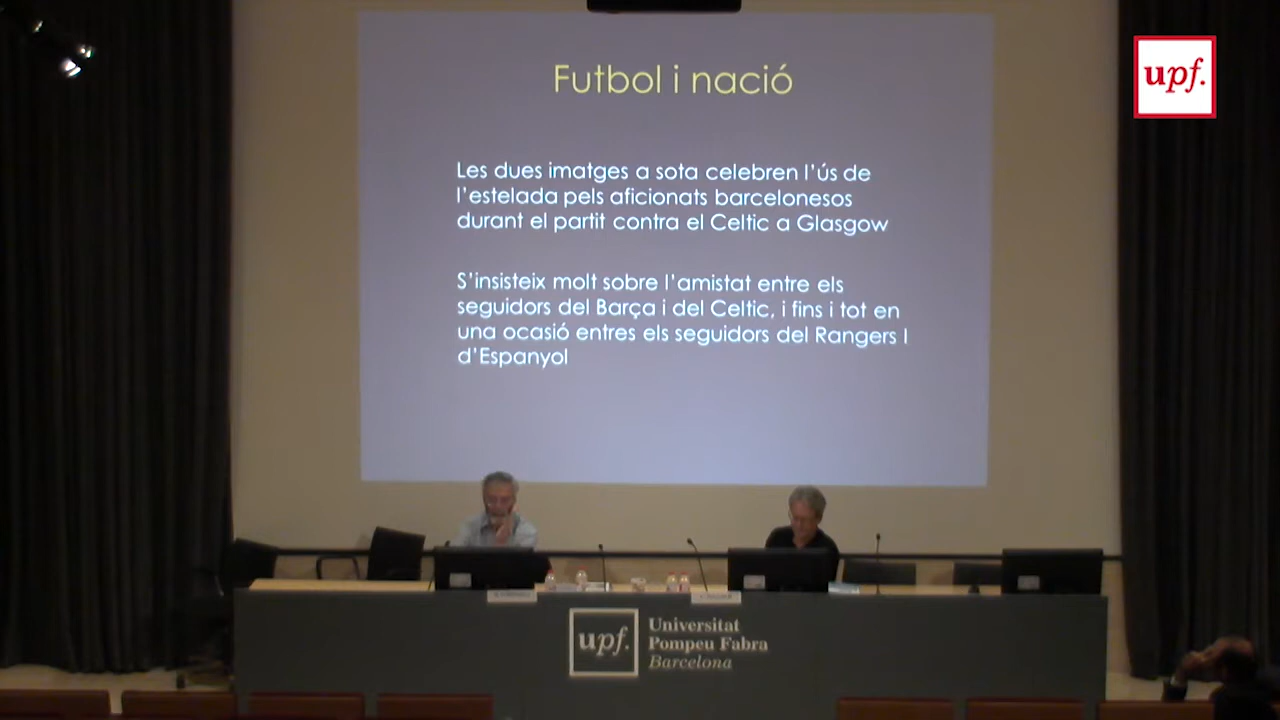 Futbol i nació
Les dues imatges a sota celebren l'ús de
l'estelada pels aficionats barcelonesos
durant el partit contra el Celtic a Glasgow
S'insisteix molt sobre l'amistat entre els
seguidors del Barça i del Celtic, i fins i tot en
una ocasió entres els seguidors del Rangers I
d'Espanyol
upf.
upf.
Universitat
Pompeu Fabra
Barcelona